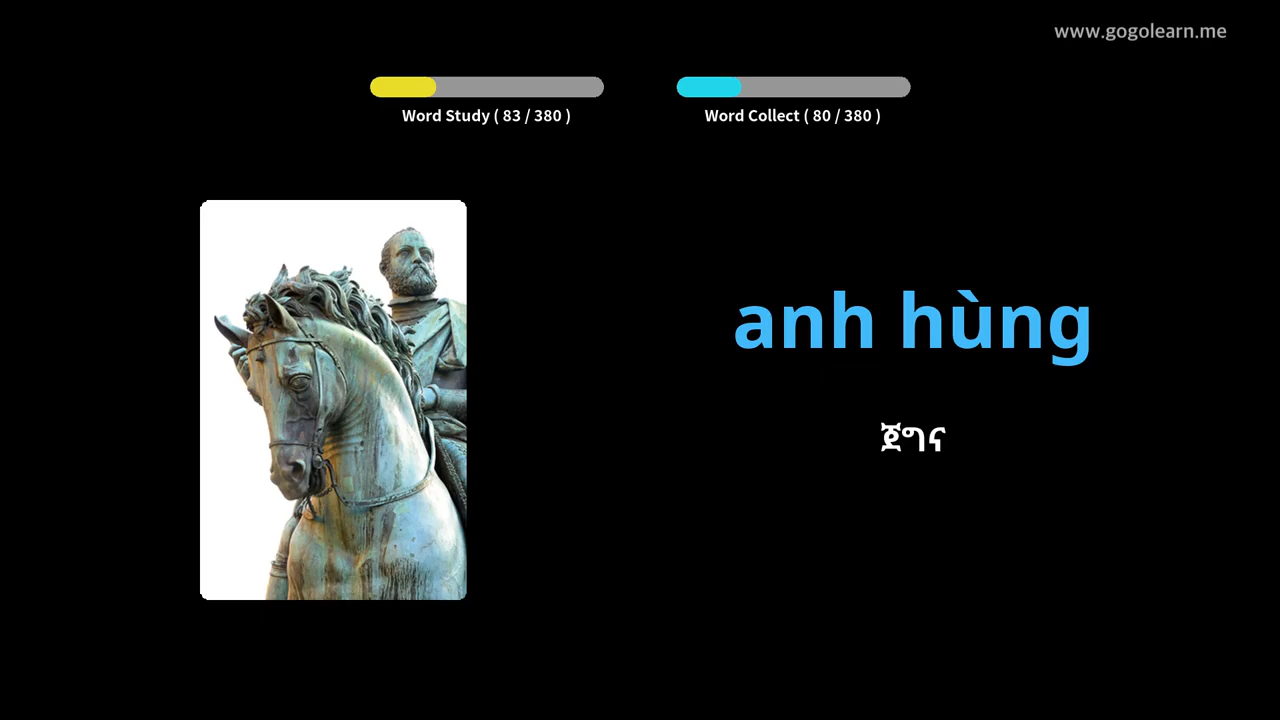 www.gogolearn.me
Word Study ( 83 / 380 )
Word Collect ( 80 / 380 )
anh hùng
ጀግና